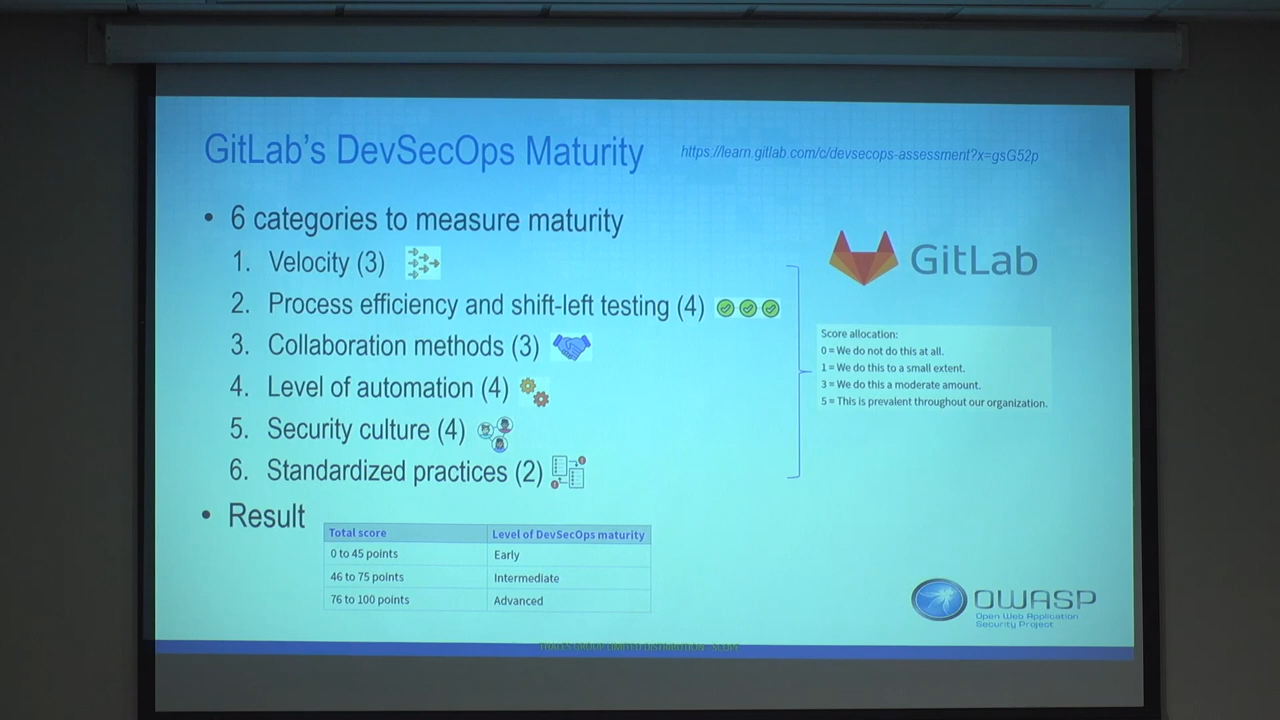 GitLab's DevSecOps Maturity
https://learn.gitlab.com/c/devsecops-assessment?x=gsG52p
• 6 categories to measure maturity
1. Velocity (3)
2. Process efficiency and shift-left testing (4)
3. Collaboration methods (3)
4. Level of automation (4)
5. Security culture (4)
6. Standardized practices (2)
GitLab
Score allocation:
0 = We do not do this at all.
1 = We do this to a small extent.
3 = We do this a moderate amount.
5 = This is prevalent throughout our organization.
• Result
Total score Level of DevSecOps maturity
0 to 45 points Early
46 to 75 points Intermediate
76 to 100 points Advanced
OWASP
Open Web Application
Security Project
GROUP LIMITED DISTRIBUTION